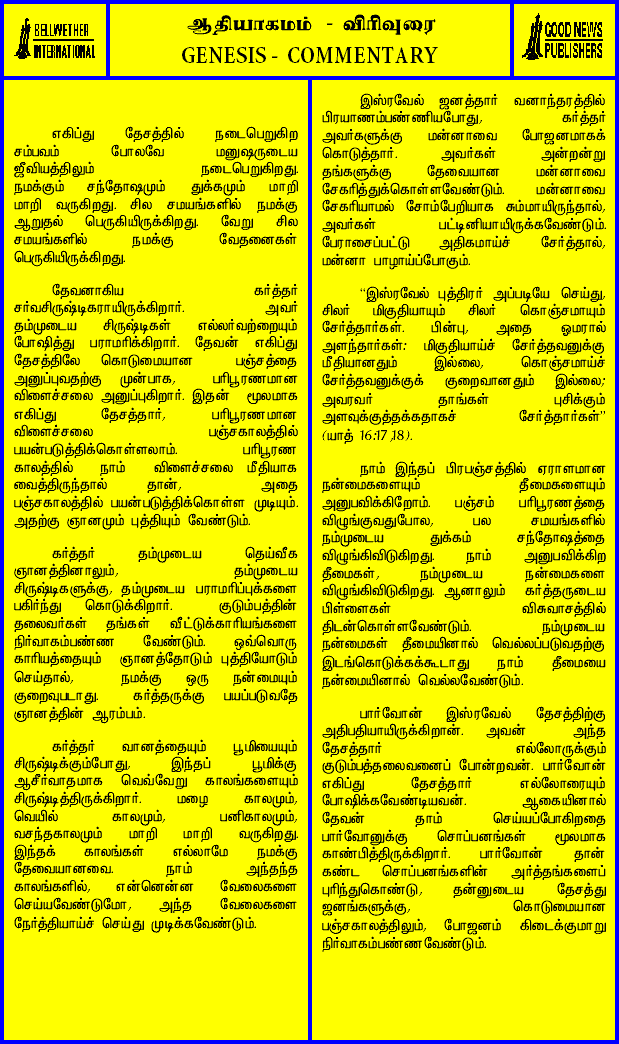 BELLWETHER
INTERNATIONAL
ஆதியாகமம் - விரிவுரை
GENESIS - COMMENTARY
GOOD NEWS
PUBLISHERS
எகிப்து தேசத்தில் நடைபெறுகிற
சம்பவம் போலவே மனுஷருடைய
ஜீவியத்திலும் நடைபெறுகிறது.
நமக்கும் சந்தோஷமும் துக்கமும் மாறி
மாறி வருகிறது. சில சமயங்களில் நமக்கு
ஆறுதல் பெருகியிருக்கிறது. வேறு சில
சமயங்களில் நமக்கு வேதனைகள்
பெருகியிருக்கிறது.
தேவனாகிய கர்த்தர்
சர்வசிருஷ்டிகராயிருக்கிறார். அவர்
தம்முடைய சிருஷ்டிகள் எல்லாவற்றையும்
போஷித்து பராமரிக்கிறார். தேவன் எகிப்து
தேசத்திலே கொடுமையான பஞ்சத்தை
அனுப்புவதற்கு முன்பாக, பரிபூரணமான
விளைச்சலை அனுப்புகிறார். இதன் மூலமாக
எகிப்து தேசத்தார், பரிபூரணமான
விளைச்சலை பஞ்சகாலத்தில்
பயன்படுத்திக்கொள்ளலாம். பரிபூரண
காலத்தில் நாம் விளைச்சலை மீதியாக
வைத்திருந்தால் தான், அதை
பஞ்சகாலத்தில் பயன்படுத்திக்கொள்ள முடியும்.
அதற்கு ஞானமும் புத்தியும் வேண்டும்.
கர்த்தர் தம்முடைய தெய்வீக
ஞானத்தினாலும், தம்முடைய
சிருஷ்டிகளுக்கு, தம்முடைய பராமரிப்புக்களை
பகிர்ந்து கொடுக்கிறார். குடும்பத்தின்
தலைவர்கள் தங்கள் வீட்டுக்காரியங்களை
நிர்வாகம்பண்ண வேண்டும். ஒவ்வொரு
காரியத்தையும் ஞானத்தோடும் புத்தியோடும்
செய்தால், நமக்கு ஒரு நன்மையும்
குறைவுபடாது. கர்த்தருக்கு பயப்படுவதே
ஞானத்தின் ஆரம்பம்.
கர்த்தர் வானத்தையும் பூமியையும்
சிருஷ்டிக்கும்போது, இந்தப் பூமிக்கு
ஆசீர்வாதமாக வெவ்வேறு காலங்களையும்
சிருஷ்டித்திருக்கிறார். மழை காலமும்,
வெயில் காலமும், பனிகாலமும்,
வசந்தகாலமும் மாறி மாறி வருகிறது.
இந்தக் காலங்கள் எல்லாமே நமக்கு
தேவையானவை. நாம் அந்தந்த
காலங்களில், என்னென்ன வேலைகளை
செய்யவேண்டுமோ, அந்த வேலைகளை
நேர்த்தியாய்ச் செய்து முடிக்கவேண்டும்.
இஸ்ரவேல் ஜனத்தார் வனாந்தரத்தில்
பிரயாணம்பண்ணியபோது, கர்த்தர்
அவர்களுக்கு மன்னாவை போஜனமாகக்
கொடுத்தார். அவர்கள் அன்றன்று
தங்களுக்கு தேவையான மன்னாவை
சேகரித்துக்கொள்ளவேண்டும். மன்னாவை
சேகரியாமல் சோம்பேறியாக சும்மாயிருந்தால்,
அவர்கள் பட்டினியாயிருக்கவேண்டும்.
பேராசைப்பட்டு அதிகமாய்ச் சேர்த்தால்,
மன்னா பாழாய்ப்போகும்.
“இஸ்ரவேல் புத்திரர் அப்படியே செய்து,
சிலர் மிகுதியாயும் சிலர் கொஞ்சமாயும்
சேர்த்தார்கள். பின்பு, அதை ஓமரால்
அளந்தார்கள்: மிகுதியாய்ச் சேர்த்தவனுக்கு
மீதியானதும் இல்லை, கொஞ்சமாய்ச்
சேர்த்தவனுக்குக் குறைவானதும் இல்லை;
அவரவர் தாங்கள் புசிக்கும்
அளவுக்குத்தக்கதாகச் சேர்த்தார்கள்”
(யாத் 16:17,18).
நாம் இந்தப் பிரபஞ்சத்தில் ஏராளமான
நன்மைகளையும் தீமைகளையும்
அனுபவிக்கிறோம். பஞ்சம் பரிபூரணத்தை
விழுங்குவதுபோல, பல சமயங்களில்
நம்முடைய துக்கம் சந்தோஷத்தை
விழுங்கிவிடுகிறது. நாம் அனுபவிக்கிற
தீமைகள், நம்முடைய நன்மைகளை
விழுங்கிவிடுகிறது. ஆனாலும் கர்த்தருடைய
பிள்ளைகள் விசுவாசத்தில்
திடன்கொள்ளவேண்டும். நம்முடைய
நன்மைகள் தீமையினால் வெல்லப்படுவதற்கு
இடங்கொடுக்கக்கூடாது நாம் தீமையை
நன்மையினால் வெல்லவேண்டும்.
பார்வோன் இஸ்ரவேல் தேசத்திற்கு
அதிபதியாயிருக்கிறான். அவன் அந்த
தேசத்தார் எல்லோருக்கும்
குடும்பத்தலைவனைப் போன்றவன். பார்வோன்
எகிப்து தேசத்தார் எல்லோரையும்
போஷிக்கவேண்டியவன். ஆகையினால்
தேவன் தாம் செய்யப்போகிறதை
பார்வோனுக்கு சொப்பனங்கள் மூலமாக
காண்பித்திருக்கிறார். பார்வோன் தான்
கண்ட சொப்பனங்களின் அர்த்தங்களைப்
புரிந்துகொண்டு, தன்னுடைய தேசத்து
ஜனங்களுக்கு, கொடுமையான
பஞ்சகாலத்திலும், போஜனம் கிடைக்குமாறு
நிர்வாகம்பண்ணவேண்டும்.